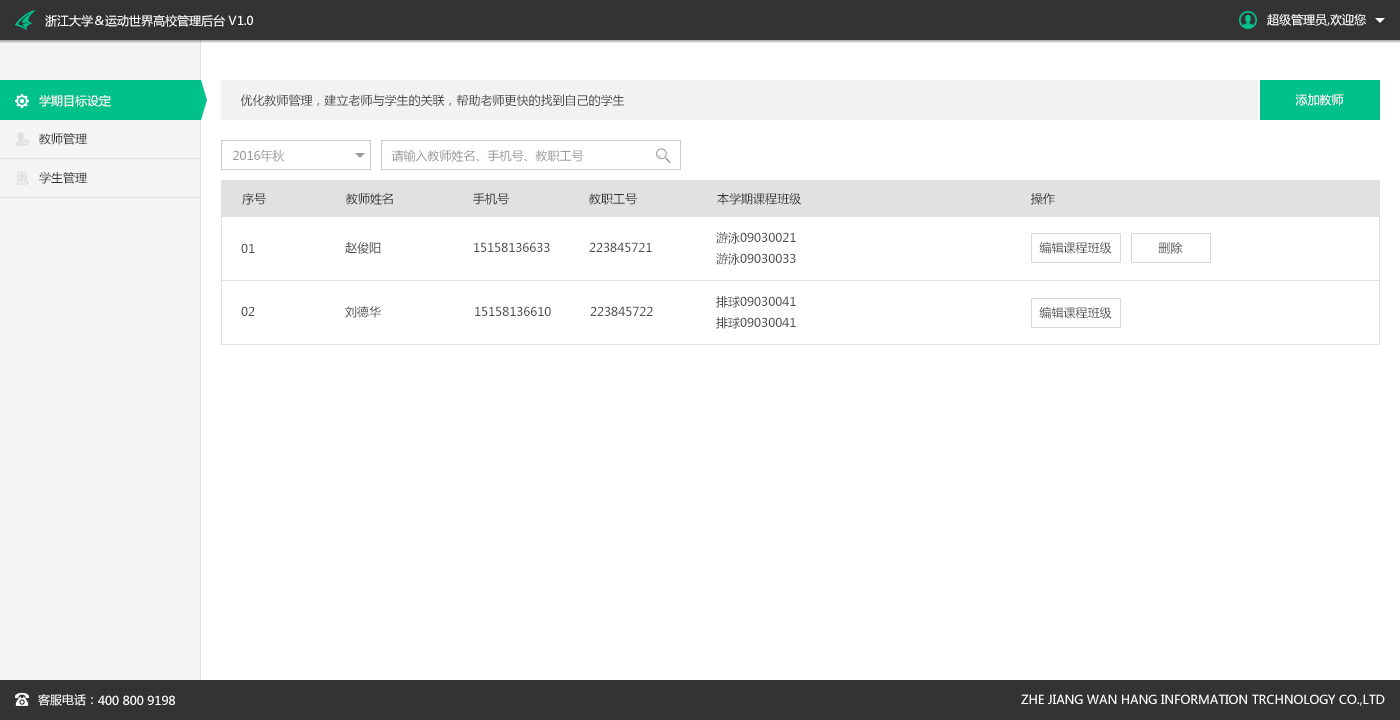 浙江大学&运动世界高校管理后台 V1.0
超级管理员,欢迎您
学期目标设定
教师管理
学生管理
优化教师管理，建立老师与学生的关联，帮助老师更快的找到自己的学生
添加教师
2016年秋
请输入教师姓名、手机号、教职工号
序号 教师姓名 手机号 教职工号 本学期课程班级 操作
01 赵俊阳 15158136633 223845721
游泳09030021
游泳09030033
编辑课程班级 删除
02 刘德华 15158136610 223845722
排球09030041
排球09030041
编辑课程班级
客服电话：400 800 9198
ZHE JIANG WAN HANG INFORMATION TRCHNOLOGY CO.,LTD